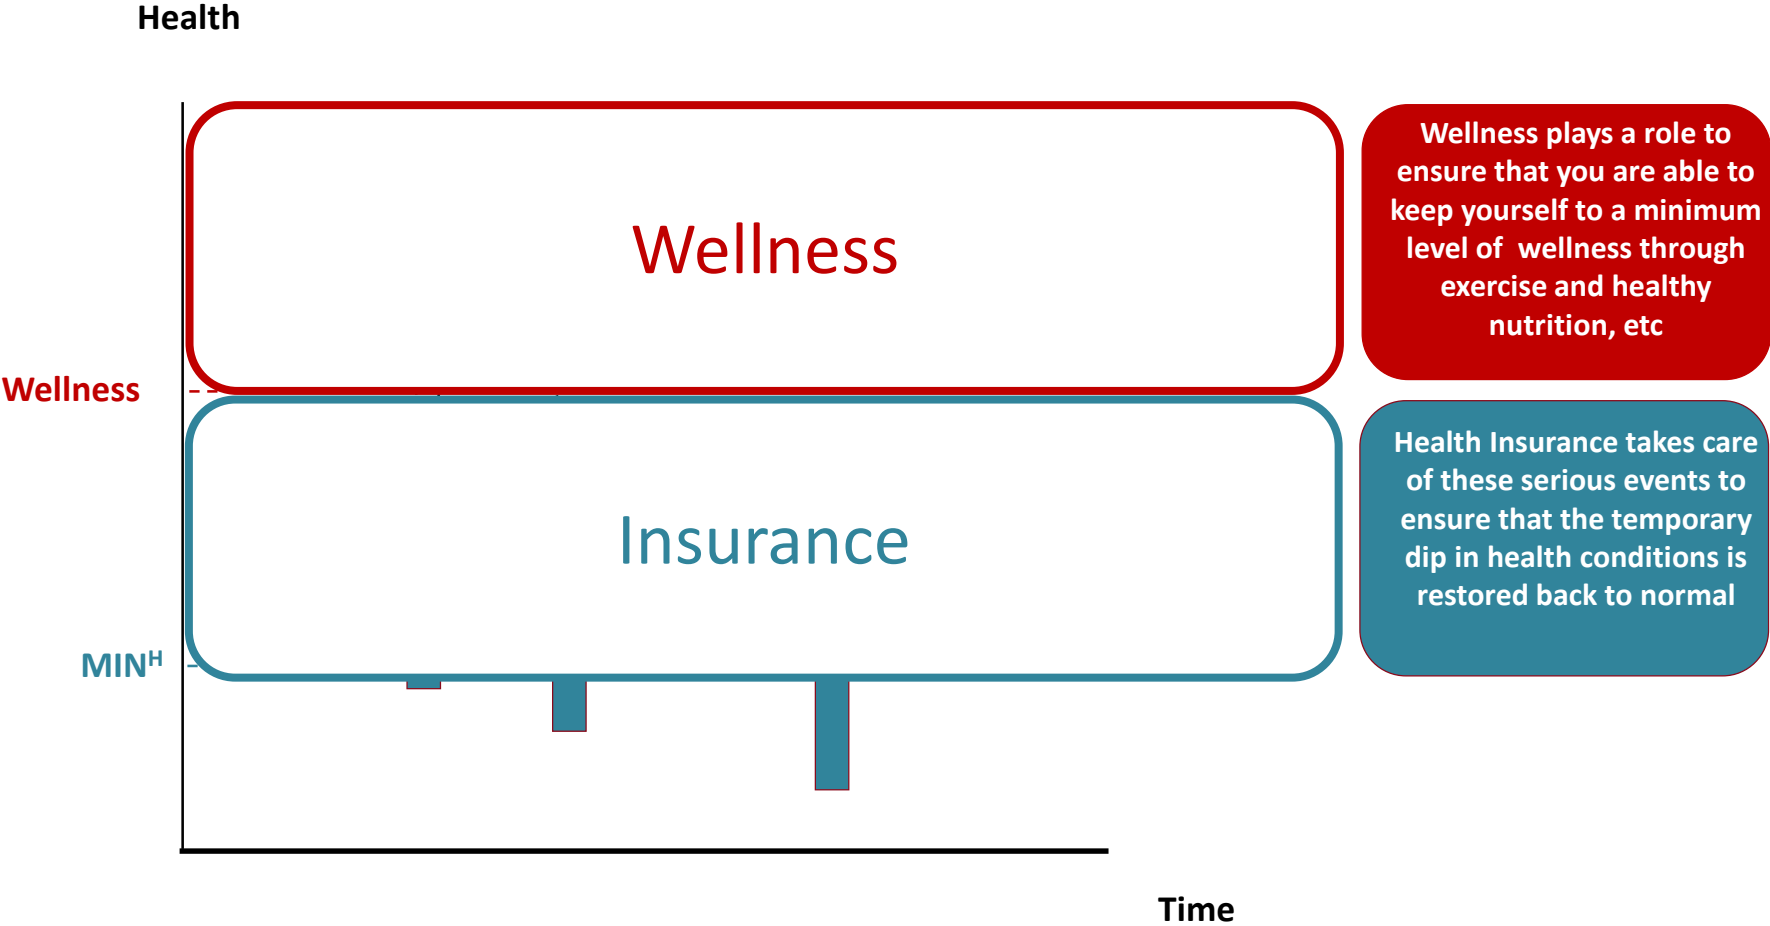 Health
Wellness
Wellness plays a role to
ensure that you are able to
keep yourself to a minimum
level of  wellness through
exercise and healthy
nutrition, etc
Wellness
Insurance
Health Insurance takes care
of these serious events to
ensure that the temporary
dip in health conditions is
restored back to normal
MINᴴ
Time